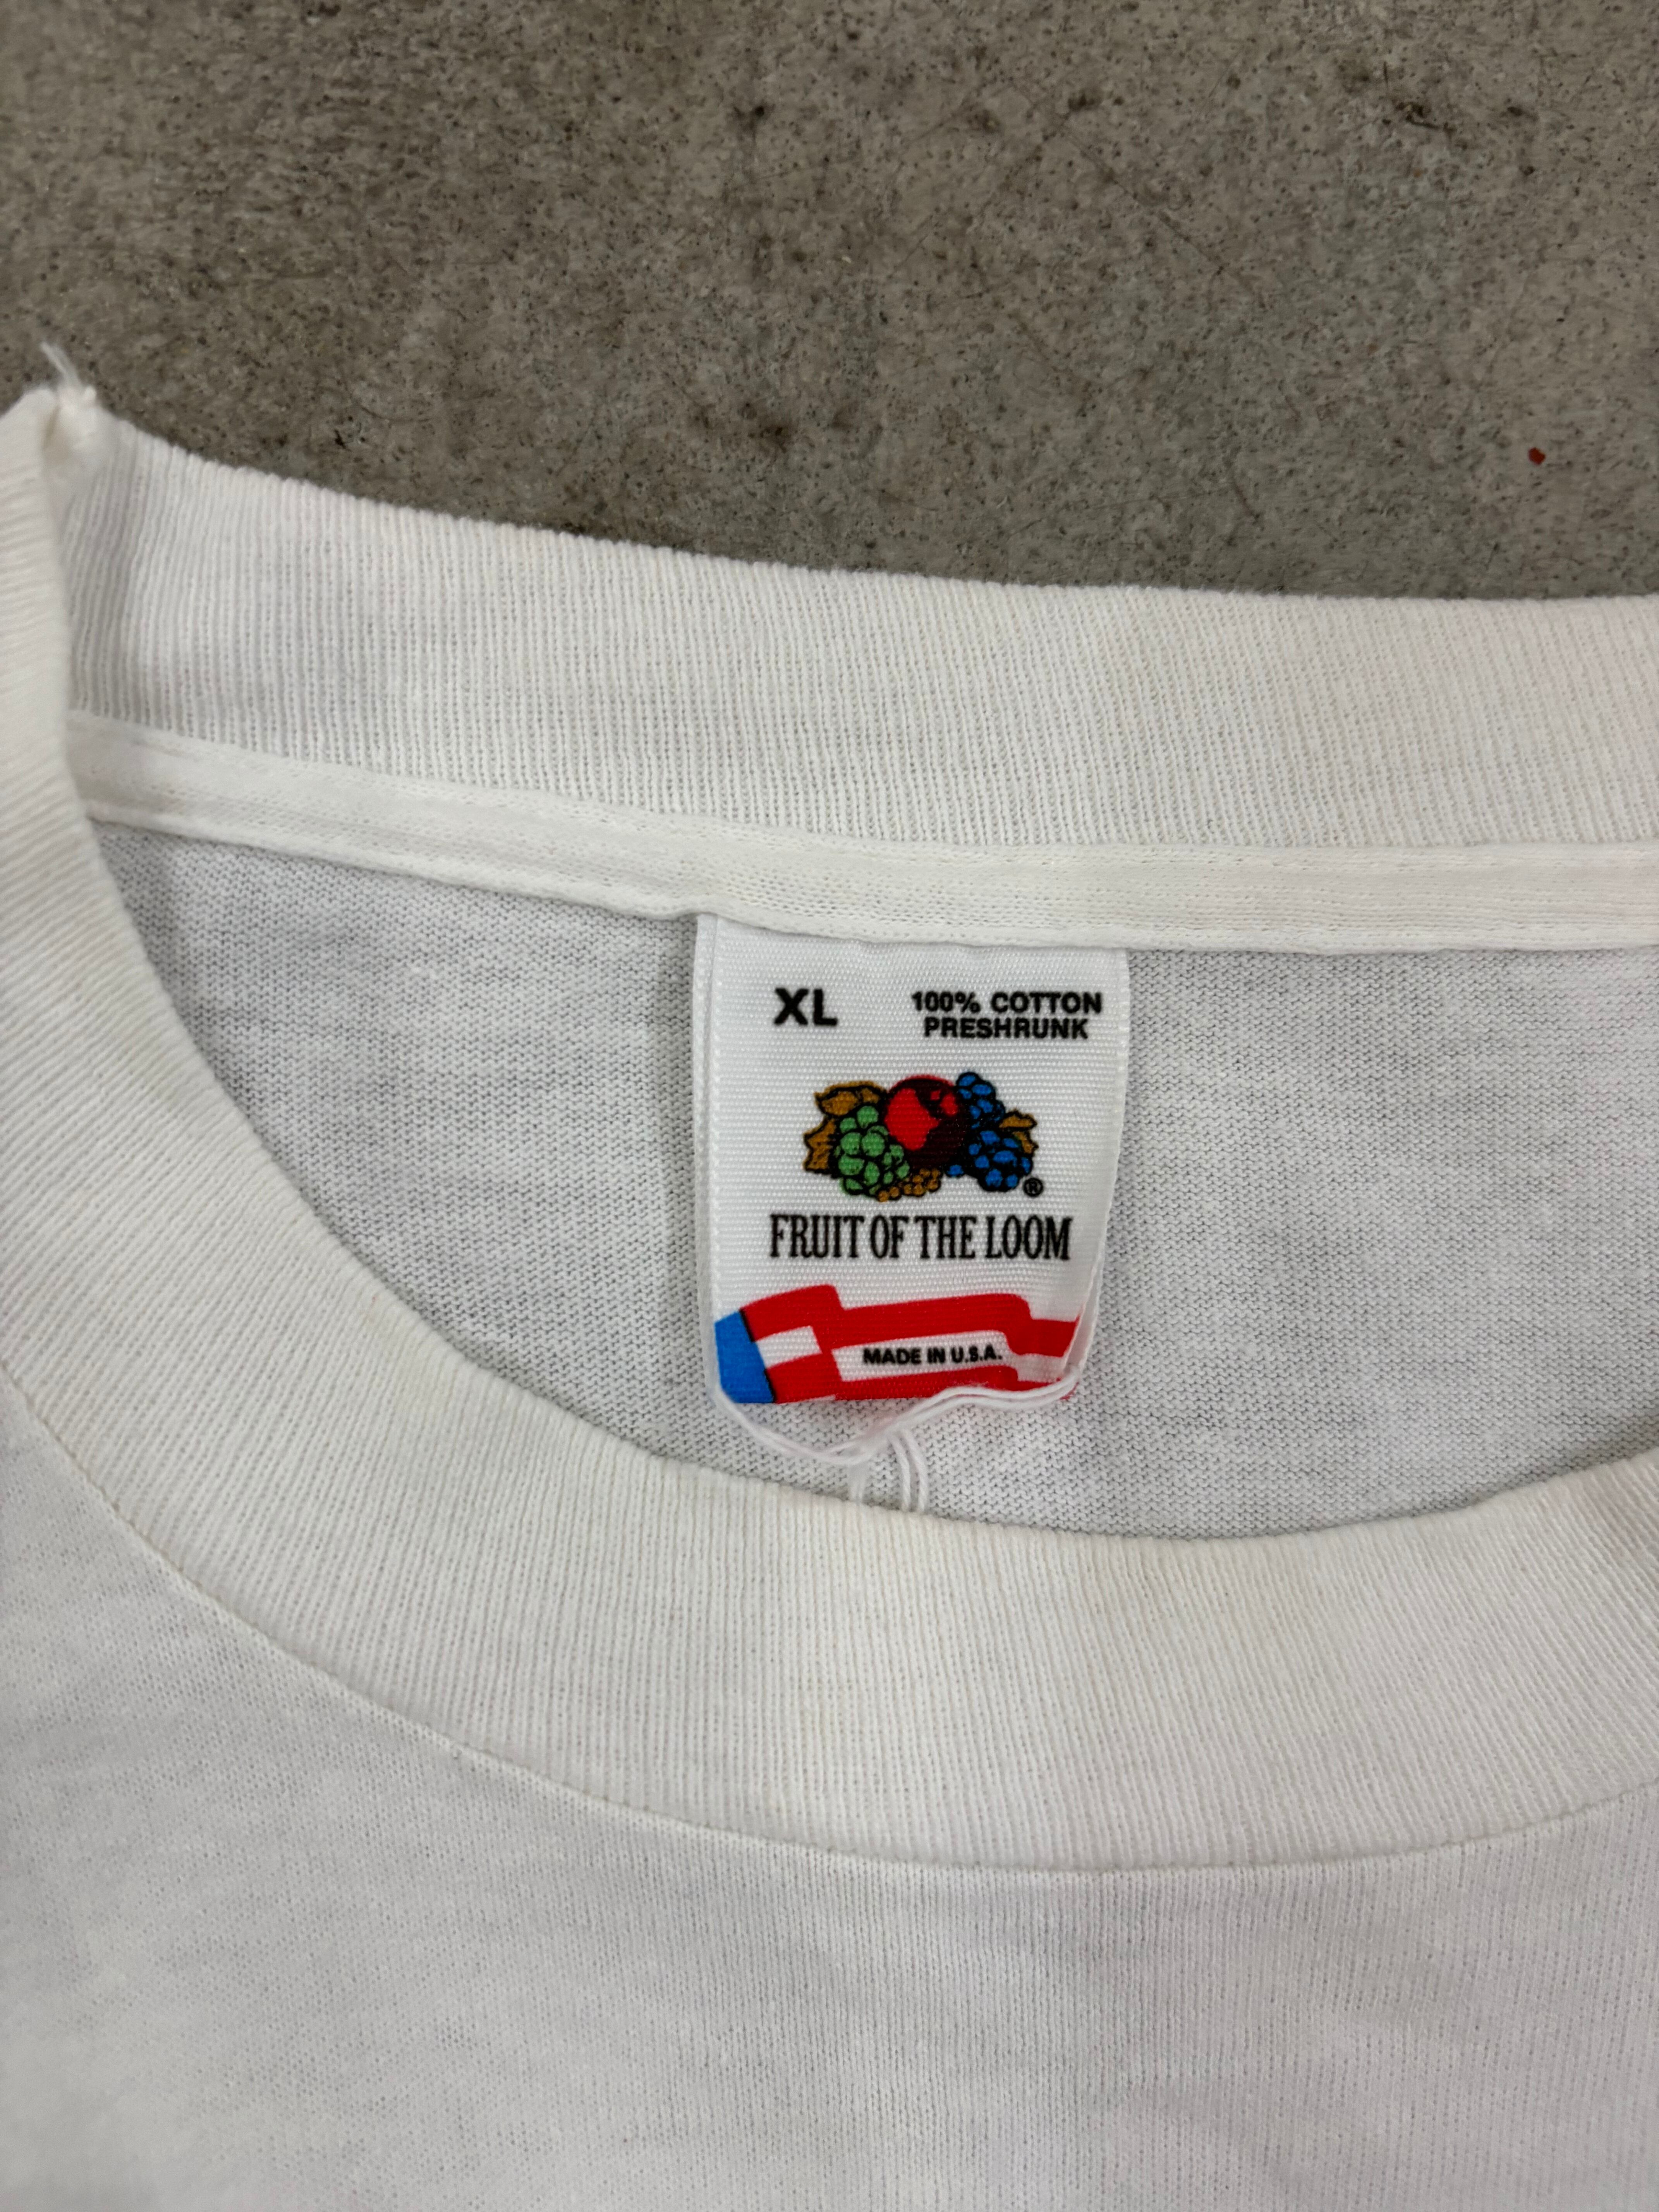 XL
100% COTTON
PRESHRUNK
®
FRUIT OF THE LOOM
MADE IN U.S.A.